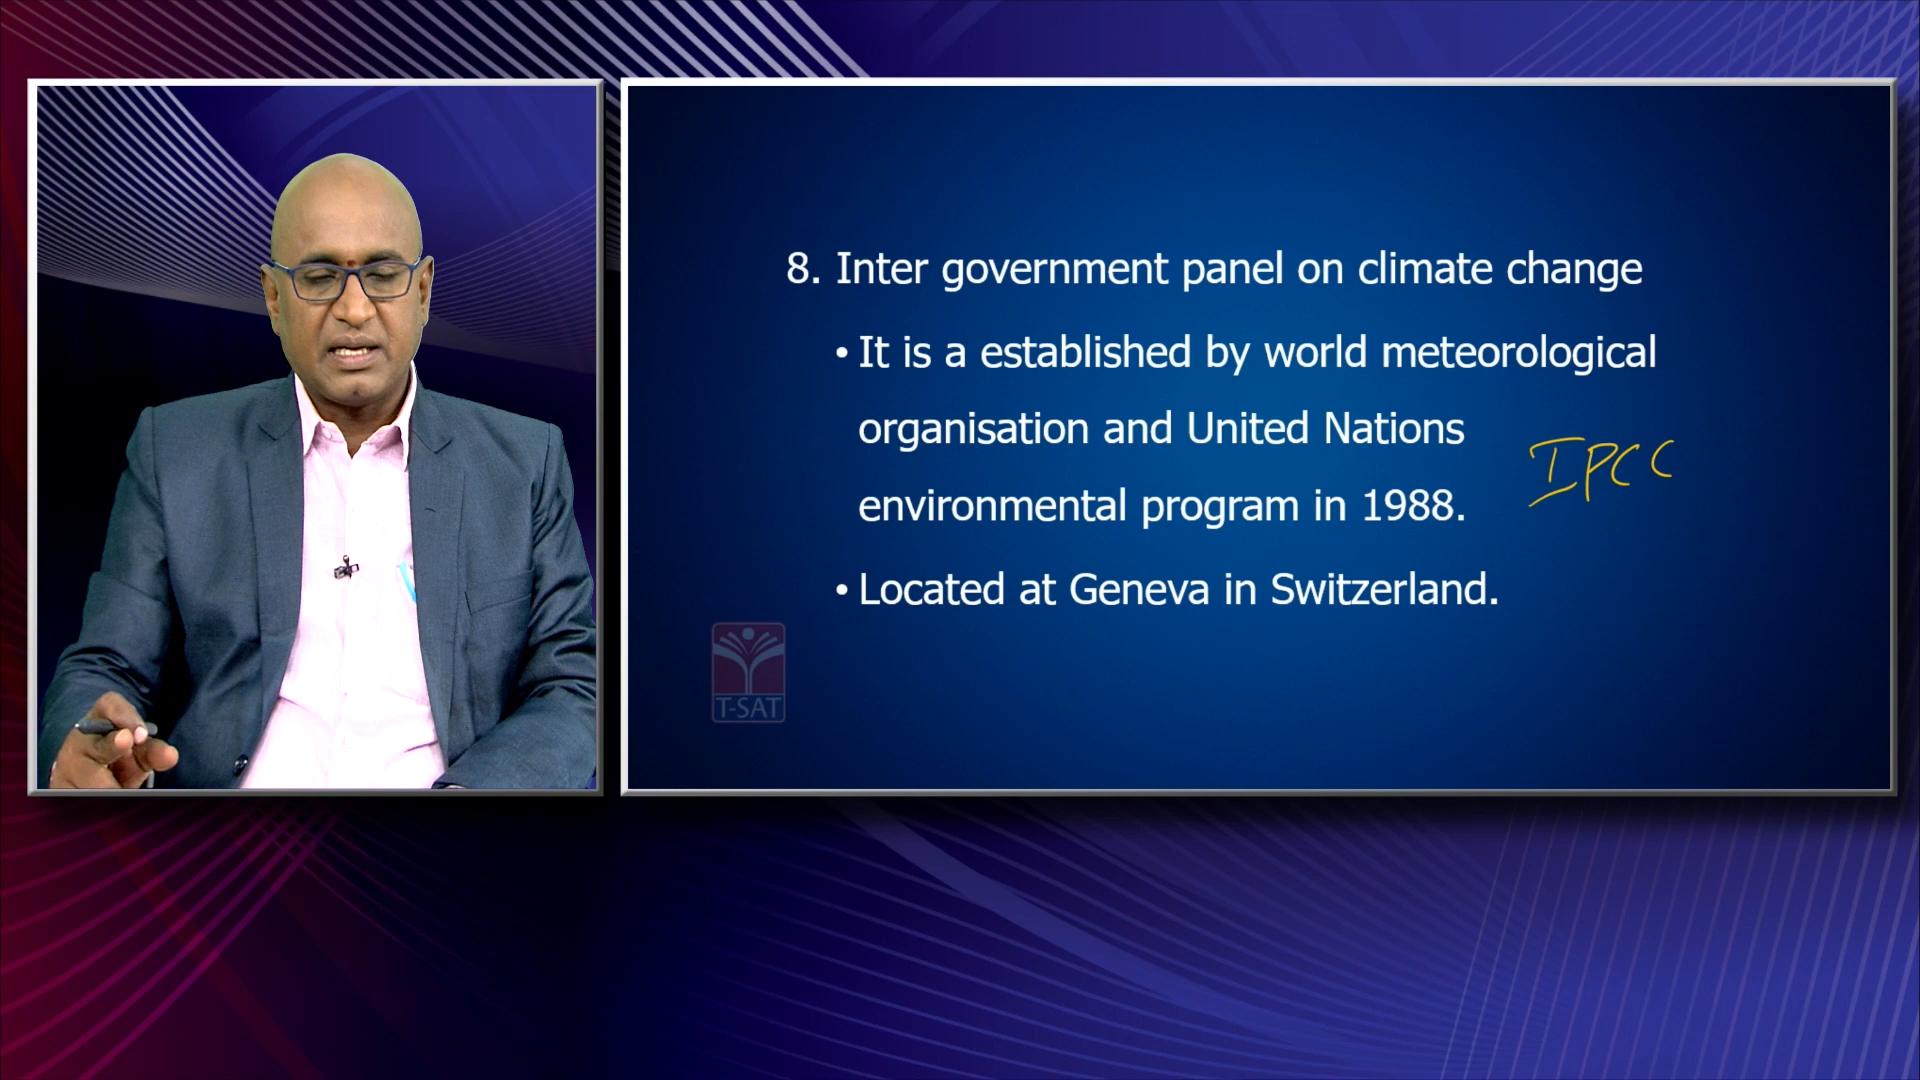 8. Inter government panel on climate change
• It is a established by world meteorological
organisation and United Nations
environmental program in 1988.
IPCC
• Located at Geneva in Switzerland.
T-SAT